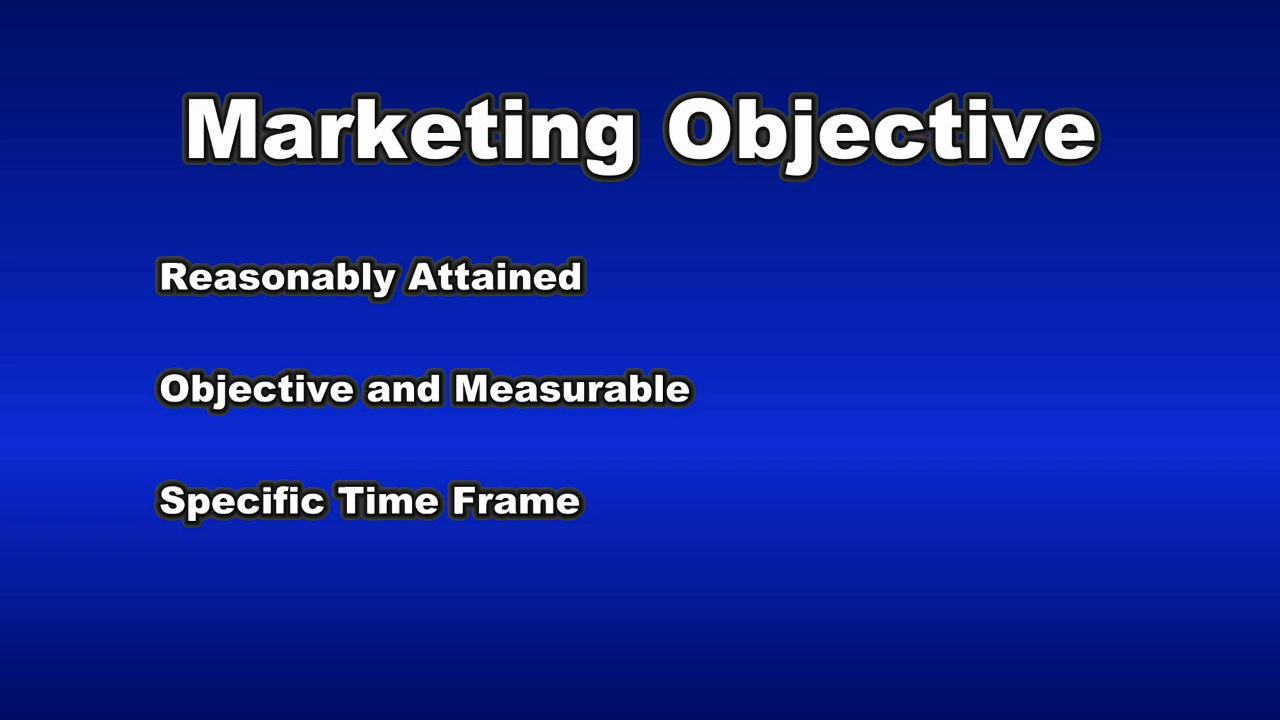 Marketing Objective
Reasonably Attained
Objective and Measurable
Specific Time Frame